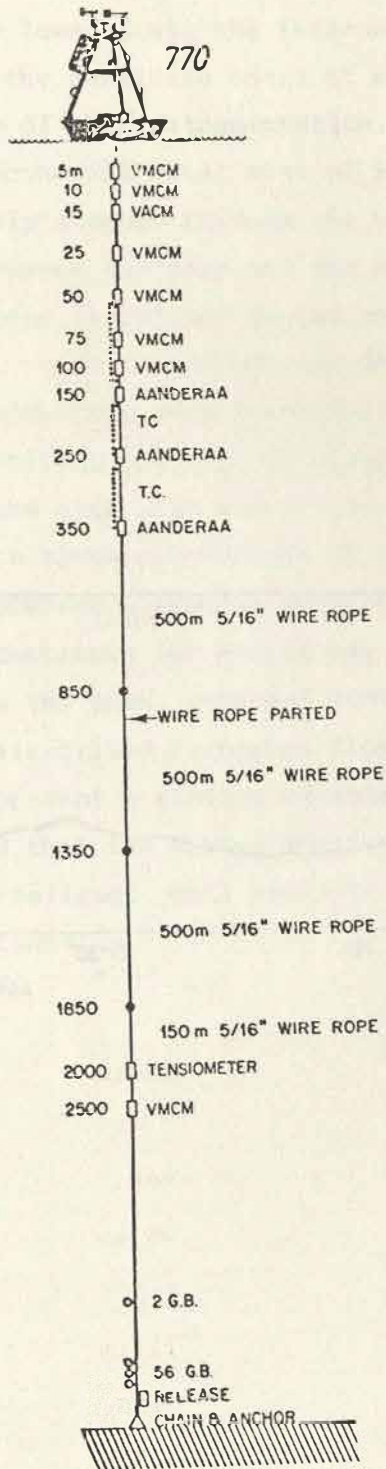 770
5m VMCM
10 VMCM
15 VACM
25 VMCM
50 VMCM
75 VMCM
100 VMCM
150 AANDERAA
TC
250 AANDERAA
T.C.
350 AANDERAA
500m 5/16" WIRE ROPE
850
WIRE ROPE PARTED
500m 5/16" WIRE ROPE
1350
500m 5/16" WIRE ROPE
1850
150m 5/16" WIRE ROPE
2000 TENSIOMETER
2500 VMCM
2 G.B.
56 G.B.
RELEASE
CHAIN & ANCHOR